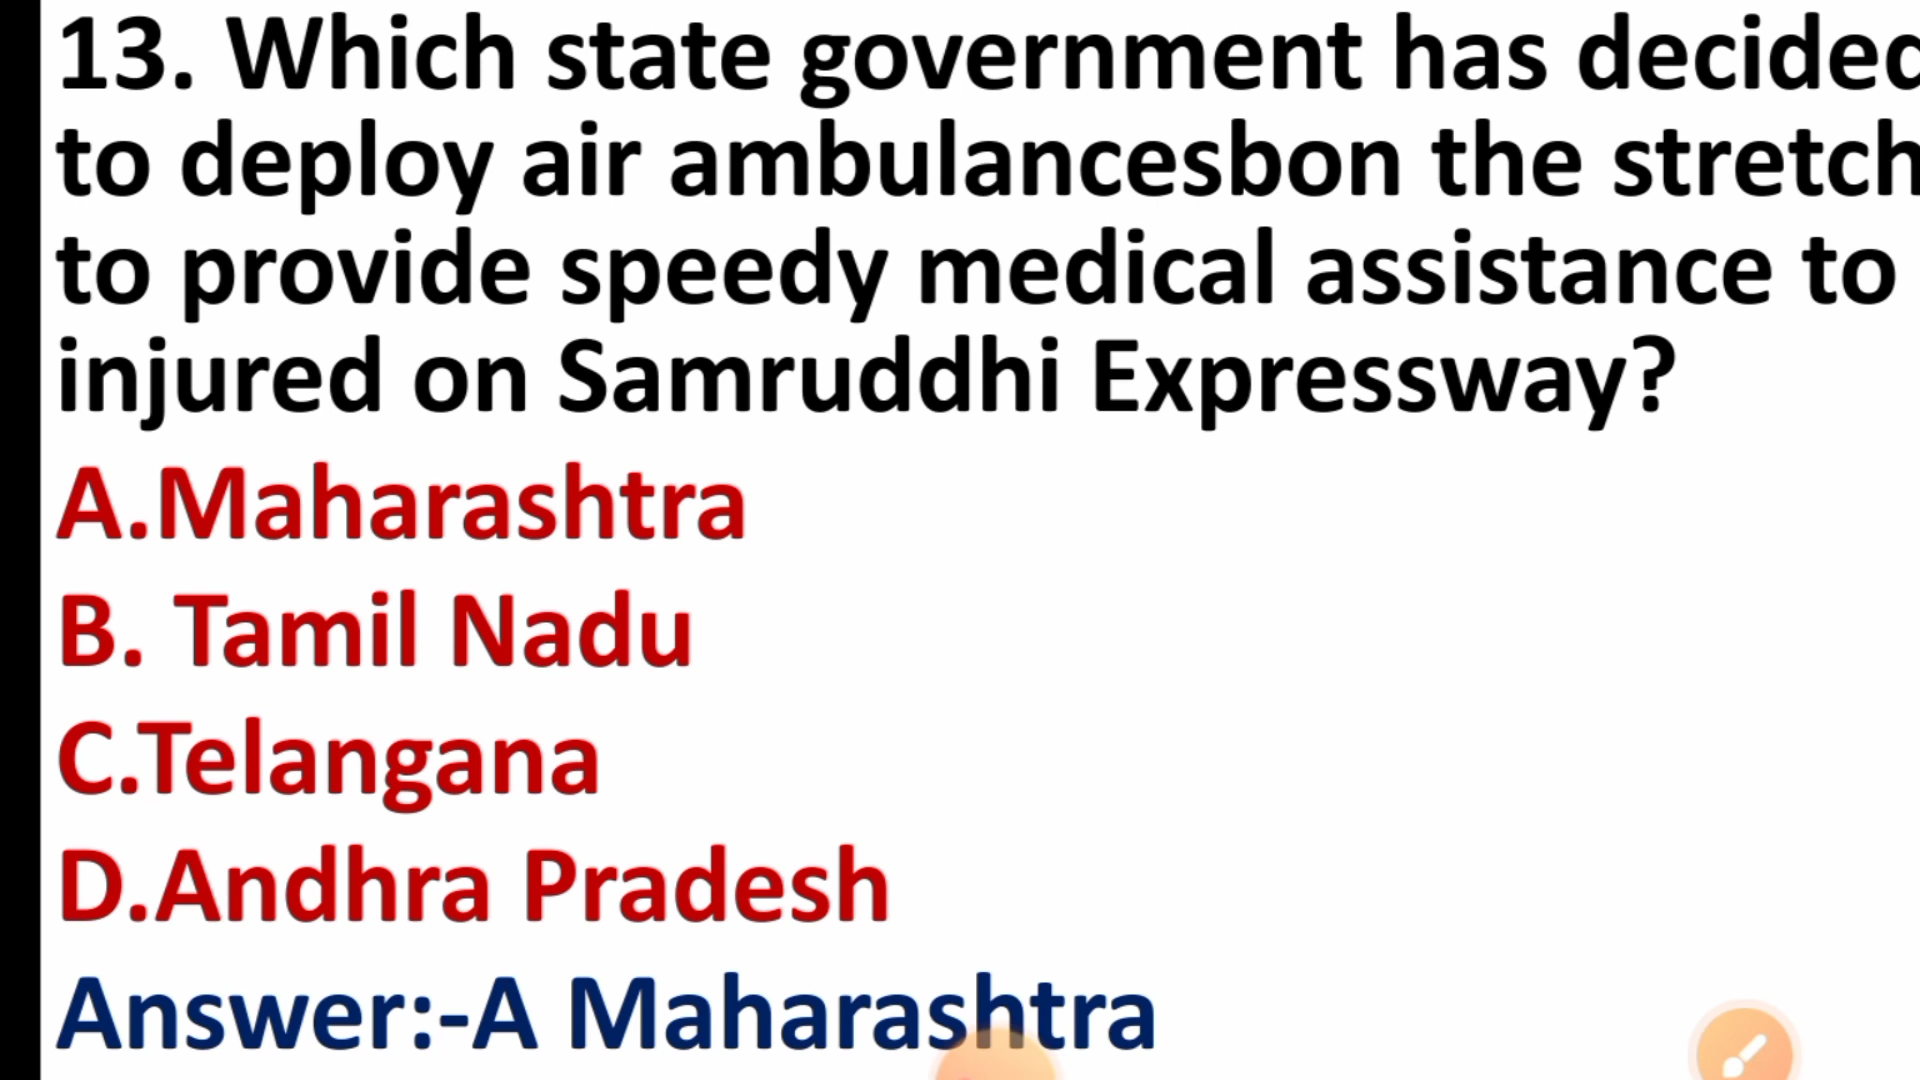 13. Which state government has decided
to deploy air ambulancesbon the stretch
to provide speedy medical assistance to
injured on Samruddhi Expressway?
A.Maharashtra
B. Tamil Nadu
C.Telangana
D.Andhra Pradesh
Answer:-A Maharashtra